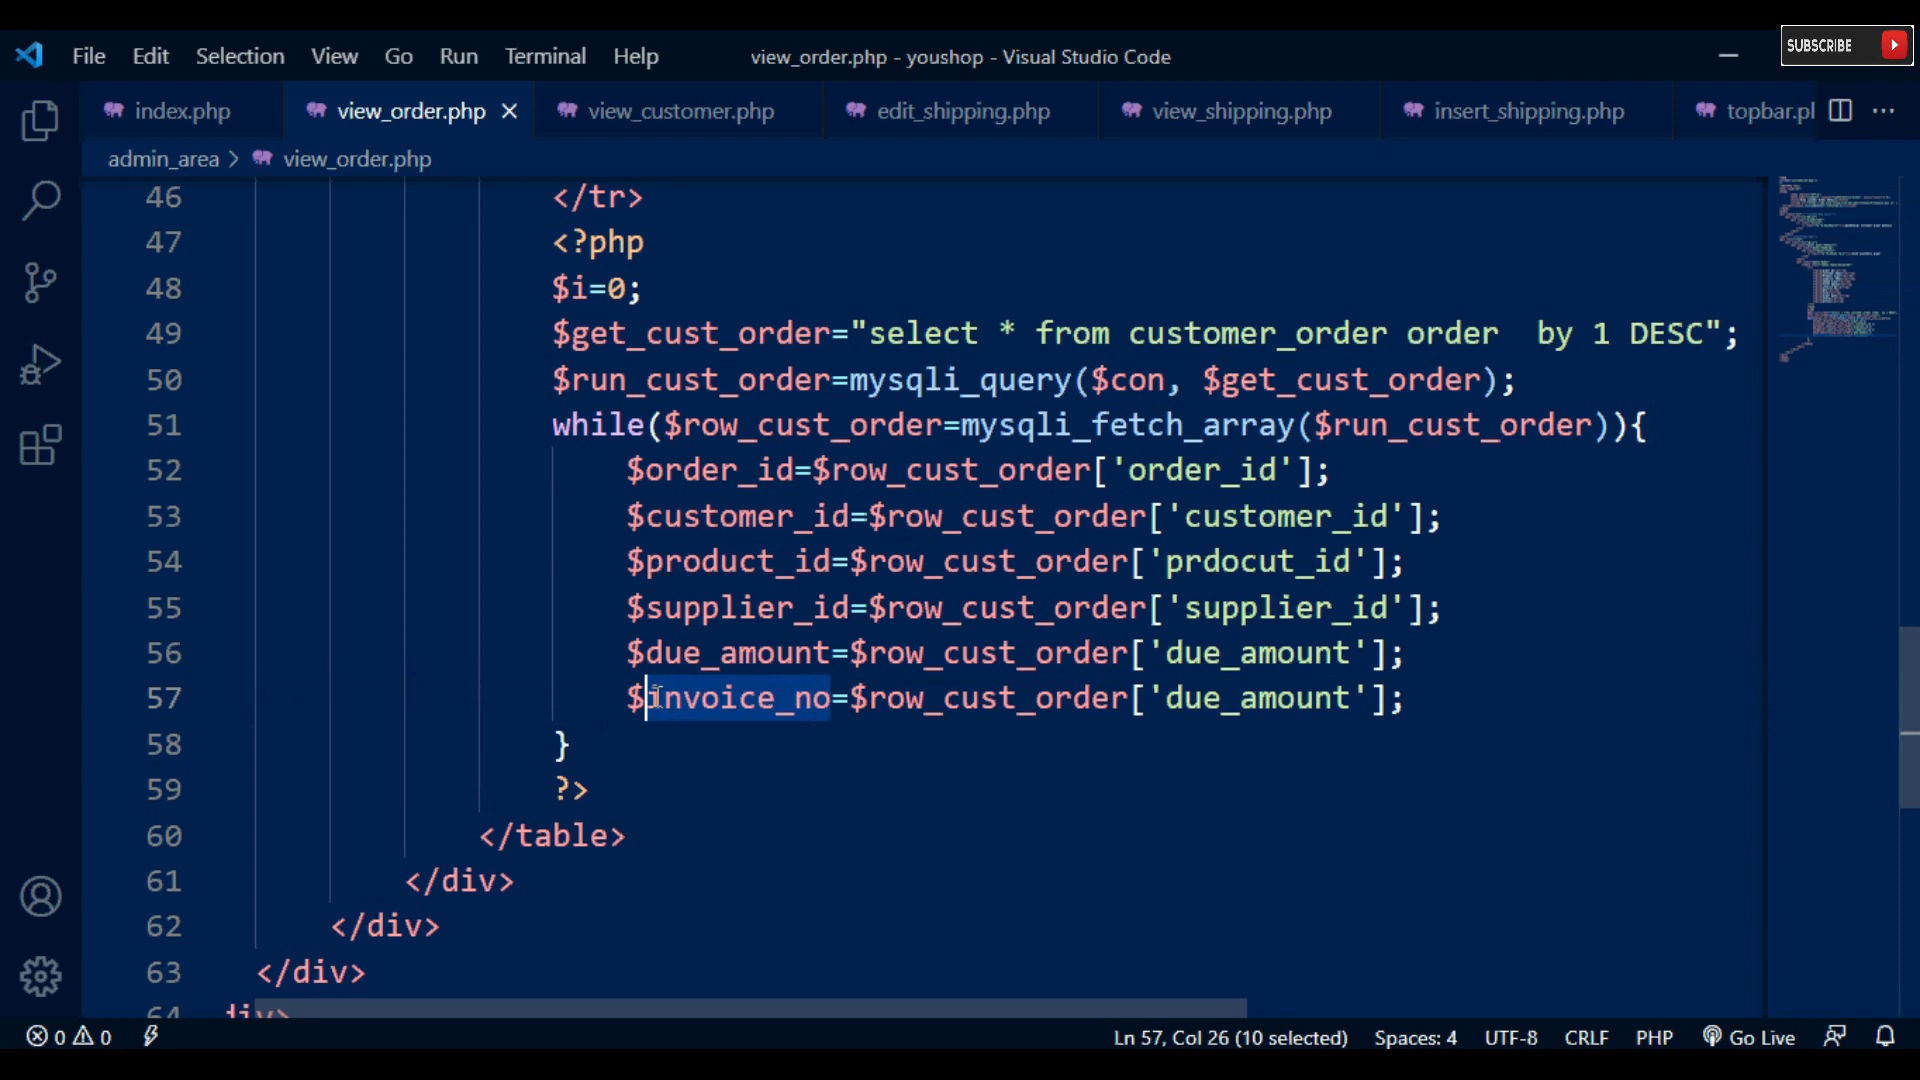 File Edit Selection View Go Run Terminal Help view_order.php - youshop - Visual Studio Code
SUBSCRIBE
index.php view_order.php view_customer.php edit_shipping.php view_shipping.php insert_shipping.php topbar.pl
admin_area > view_order.php
46 </tr>
47 <?php
48 $i=0;
49 $get_cust_order="select * from customer_order order  by 1 DESC";
50 $run_cust_order=mysqli_query($con, $get_cust_order);
51 while($row_cust_order=mysqli_fetch_array($run_cust_order)){
52 $order_id=$row_cust_order['order_id'];
53 $customer_id=$row_cust_order['customer_id'];
54 $product_id=$row_cust_order['prdocut_id'];
55 $supplier_id=$row_cust_order['supplier_id'];
56 $due_amount=$row_cust_order['due_amount'];
57 $invoice_no=$row_cust_order['due_amount'];
58 }
59 ?>
60 </table>
61 </div>
62 </div>
63 </div>
64 div>
0 0 Ln 57, Col 26 (10 selected) Spaces: 4 UTF-8 CRLF PHP Go Live